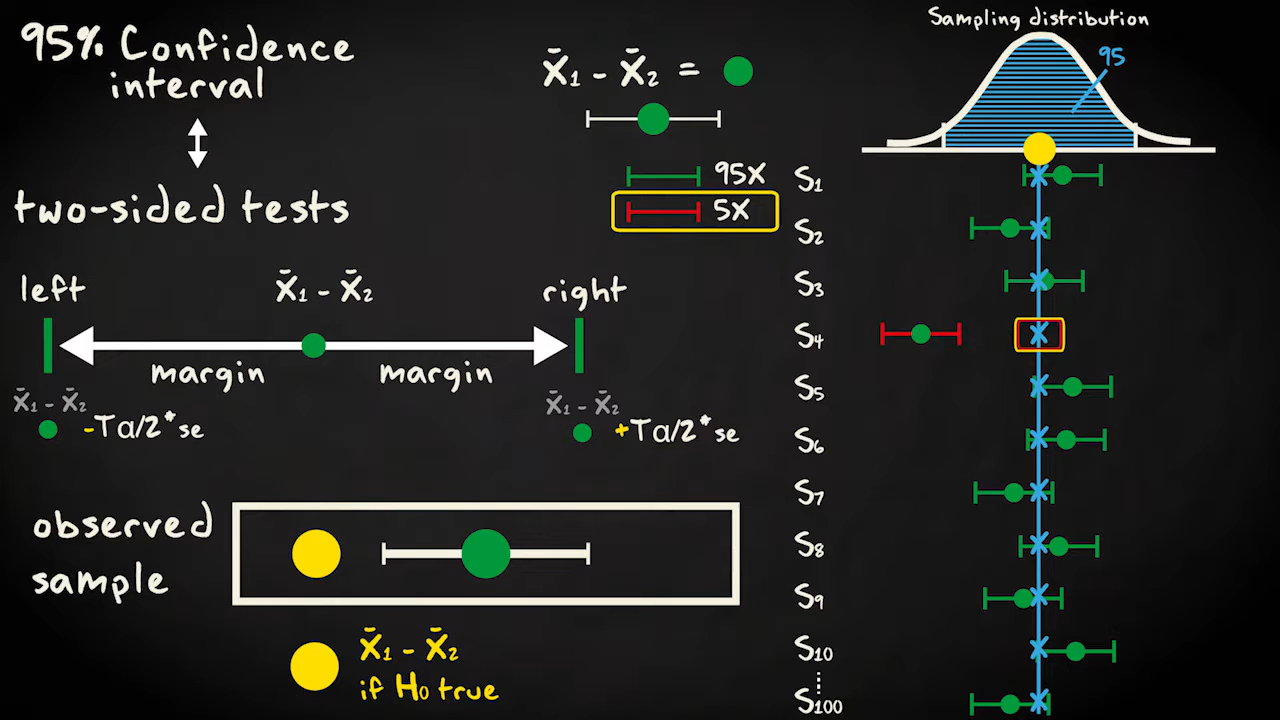 95% Confidence
interval
two-sided tests
left
X̄₁ - X̄₂
right
margin
margin
X̄₁ - X̄₂
-Tα/2*se
X̄₁ - X̄₂
+Tα/2*se
observed
sample
X̄₁ - X̄₂
if H₀ true
X̄₁ - X̄₂ =
95X
5X
Sampling distribution
95
S₁
S₂
S₃
S₄
S₅
S₆
S₇
S₈
S₉
S₁₀
S₁₀₀